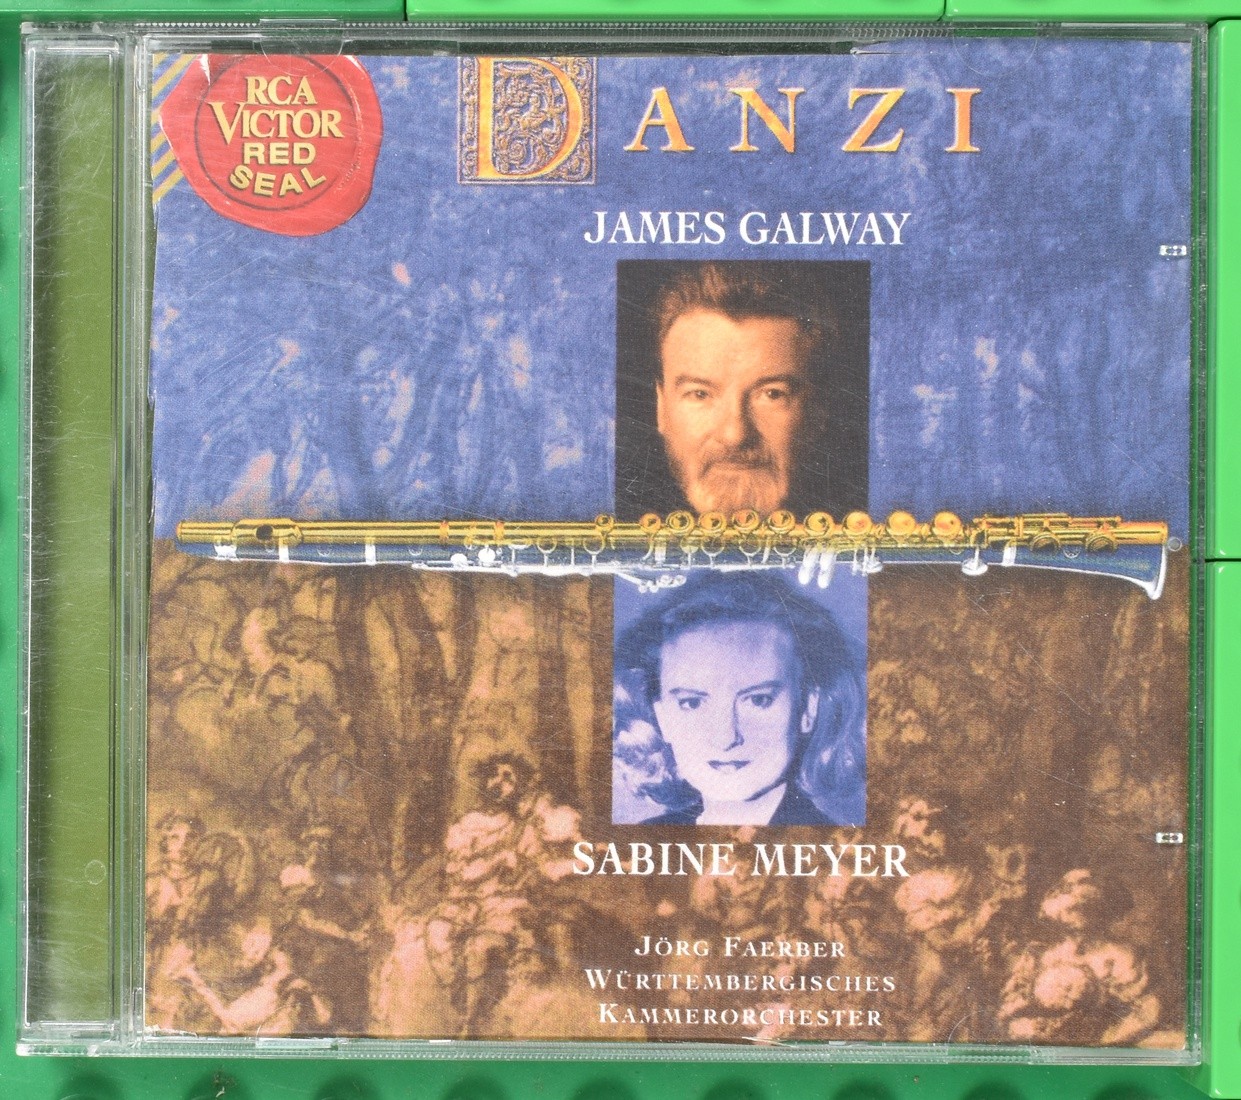 RCA
VICTOR
RED
SEAL
DANZI
JAMES GALWAY
SABINE MEYER
JÖRG FAERBER
WÜRTTEMBERGISCHES
KAMMERORCHESTER